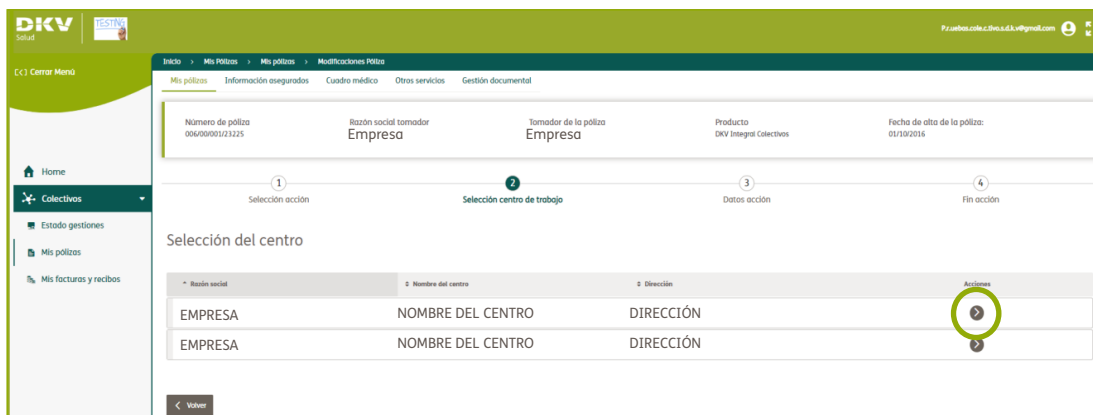 DKV
Salud
TESTING
P.r.uebas.cole.c.tivo.s.d.k.v@gmail.com
[<] Cerrar Menú
Inicio > Mis Pólizas > Mis pólizas > Modificaciones Póliza
Mis pólizas Información asegurados Cuadro médico Otros servicios Gestión documental
Número de póliza Razón social tomador Tomador de la póliza Producto Fecha de alta de la póliza:
006/00/001/23225 Empresa Empresa DKV Integral Colectivos 01/10/2016
Home
Colectivos
Estado gestiones
Mis pólizas
Mis facturas y recibos
1 2 3 4
Selección acción Selección centro de trabajo Datos acción Fin acción
Selección del centro
Razón social Nombre del centro Dirección Acciones
EMPRESA NOMBRE DEL CENTRO DIRECCIÓN
EMPRESA NOMBRE DEL CENTRO DIRECCIÓN
< Volver